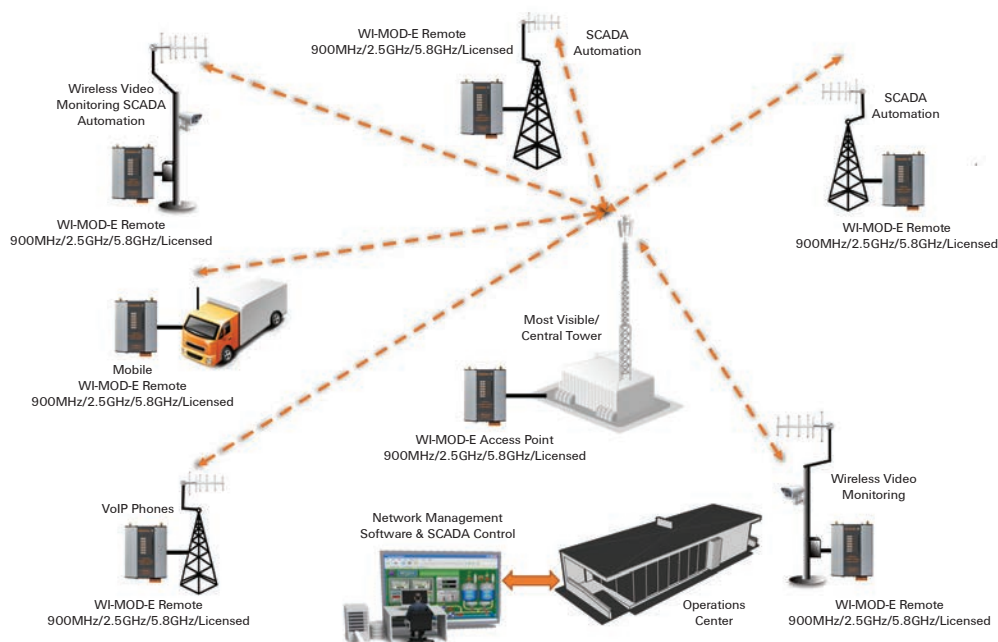 WI-MOD-E Remote
900MHz/2.5GHz/5.8GHz/Licensed
SCADA
Automation
Wireless Video
Monitoring SCADA
Automation
SCADA
Automation
WI-MOD-E Remote
900MHz/2.5GHz/5.8GHz/Licensed
WI-MOD-E Remote
900MHz/2.5GHz/5.8GHz/Licensed
Most Visible/
Central Tower
Mobile
WI-MOD-E Remote
900MHz/2.5GHz/5.8GHz/Licensed
WI-MOD-E Access Point
900MHz/2.5GHz/5.8GHz/Licensed
Wireless Video
Monitoring
VoIP Phones
Network Management
Software & SCADA Control
WI-MOD-E Remote
900MHz/2.5GHz/5.8GHz/Licensed
Operations
Center
WI-MOD-E Remote
900MHz/2.5GHz/5.8GHz/Licensed